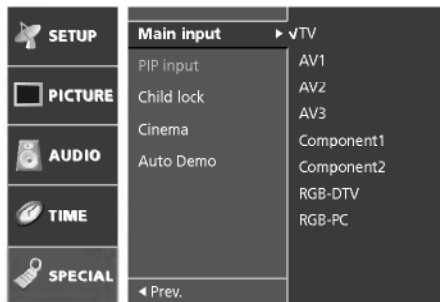 SETUP
PICTURE
AUDIO
TIME
SPECIAL
Main input ▶
PIP input
Child lock
Cinema
Auto Demo
◀ Prev.
√TV
AV1
AV2
AV3
Component1
Component2
RGB-DTV
RGB-PC